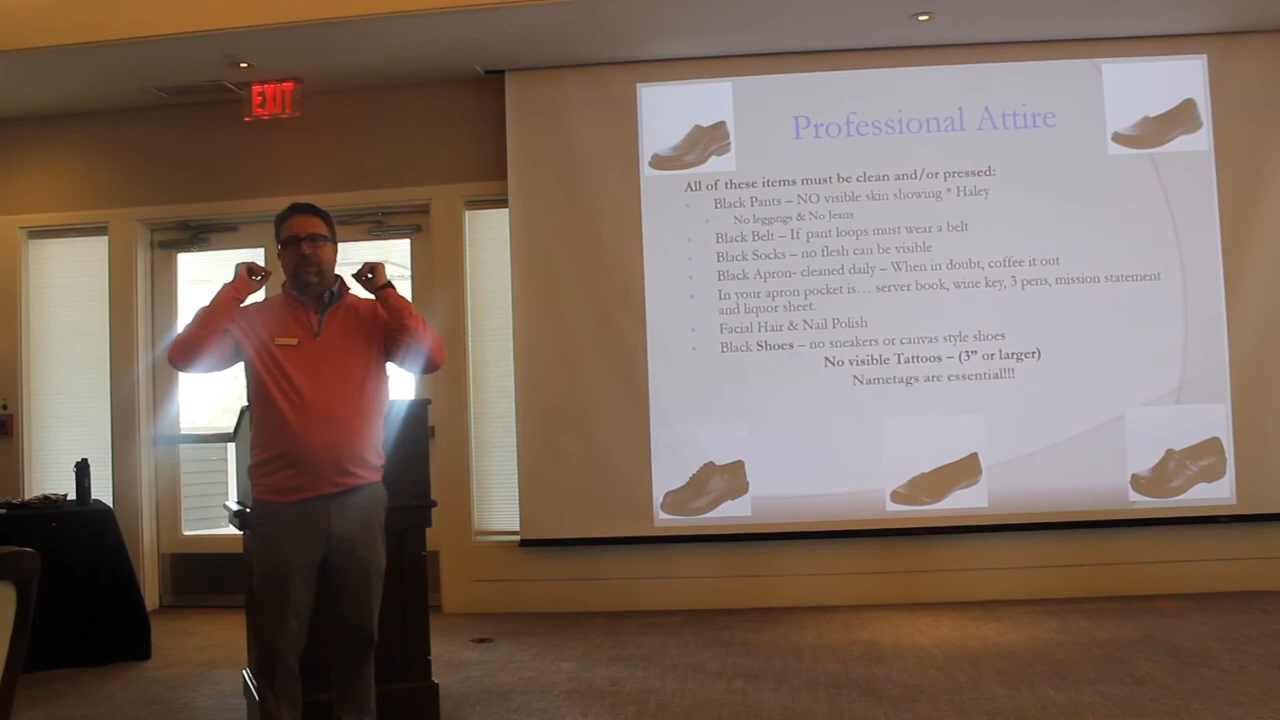 EXIT
Professional Attire
All of these items must be clean and/or pressed:
Black Pants – NO visible skin showing * Haley
No leggings & No Jeans
Black Belt – If pant loops must wear a belt
Black Socks – no flesh can be visible
Black Apron- cleaned daily – When in doubt, coffee it out
In your apron pocket is… server book, wine key, 3 pens, mission statement
and liquor sheet.
Facial Hair & Nail Polish
Black Shoes – no sneakers or canvas style shoes
No visible Tattoos – (3” or larger)
Nametags are essential!!!